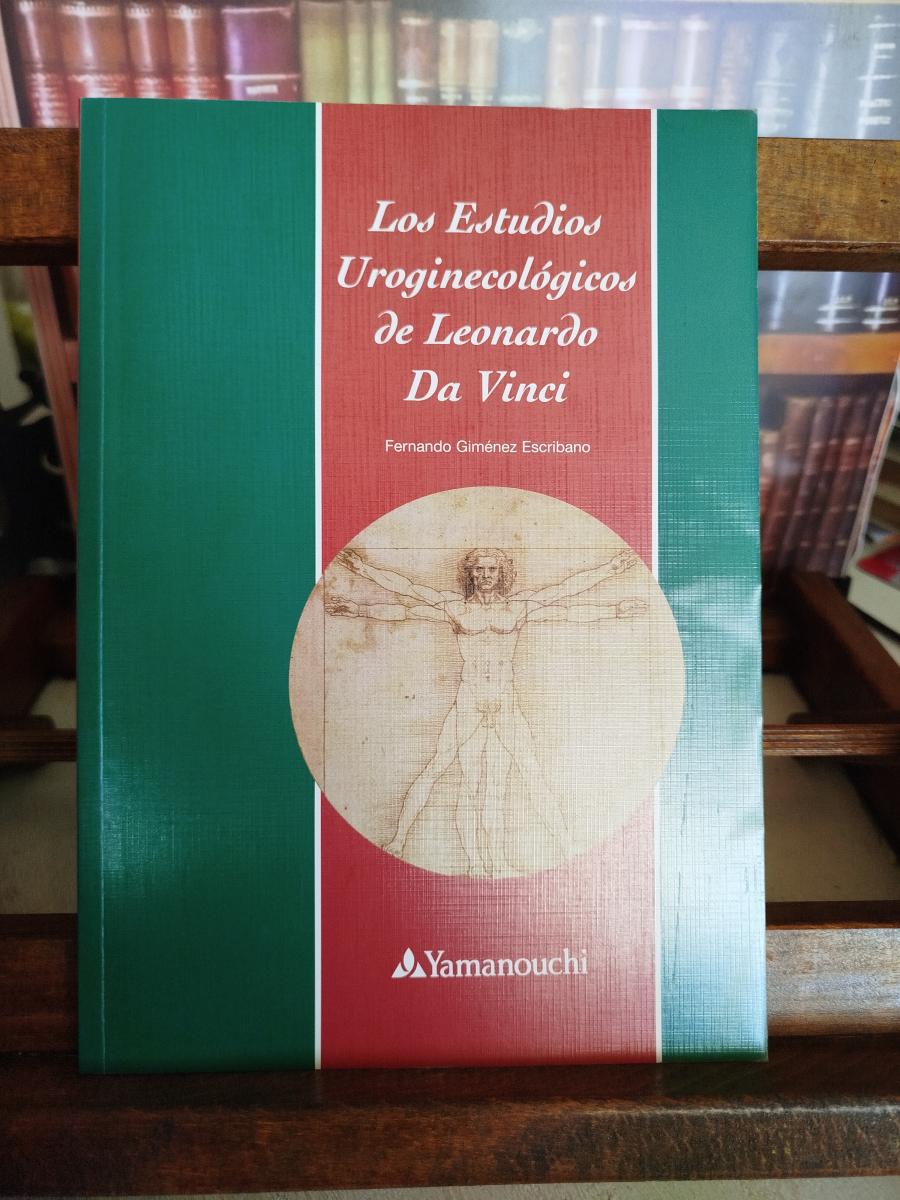 Los Estudios
Uroginecológicos
de Leonardo
Da Vinci
Fernando Giménez Escribano
Yamanouchi